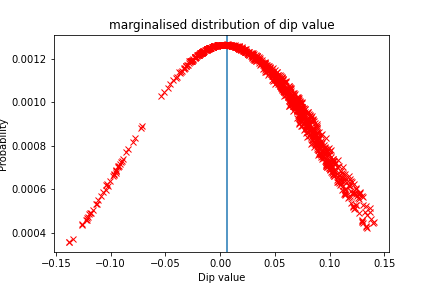 marginalised distribution of dip value
Probability
0.0012
0.0010
0.0008
0.0006
0.0004
−0.15 −0.10 −0.05 0.00 0.05 0.10 0.15
Dip value